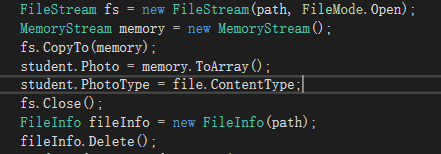 FileStream fs = new FileStream(path, FileMode.Open);
MemoryStream memory = new MemoryStream();
fs.CopyTo(memory);
student.Photo = memory.ToArray();
student.PhotoType = file.ContentType;
fs.Close();
FileInfo fileInfo = new FileInfo(path);
fileInfo.Delete();